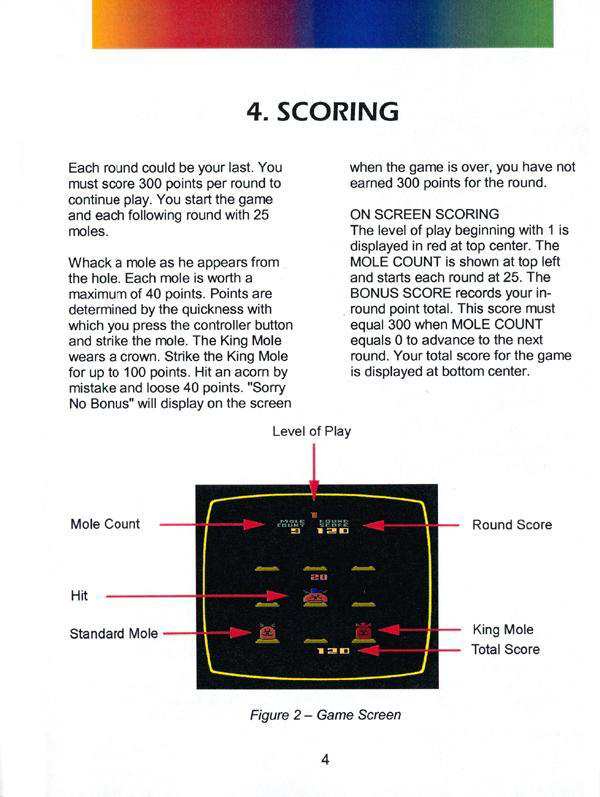 4. SCORING
Each round could be your last. You
must score 300 points per round to
continue play. You start the game
and each following round with 25
moles.
Whack a mole as he appears from
the hole. Each mole is worth a
maximum of 40 points. Points are
determined by the quickness with
which you press the controller button
and strike the mole. The King Mole
wears a crown. Strike the King Mole
for up to 100 points. Hit an acorn by
mistake and loose 40 points. "Sorry
No Bonus" will display on the screen
when the game is over, you have not
earned 300 points for the round.
ON SCREEN SCORING
The level of play beginning with 1 is
displayed in red at top center. The
MOLE COUNT is shown at top left
and starts each round at 25. The
BONUS SCORE records your in-
round point total. This score must
equal 300 when MOLE COUNT
equals 0 to advance to the next
round. Your total score for the game
is displayed at bottom center.
Level of Play
1
Mole Count
MOLE ROUND
COUNT SCORE
9 120
Round Score
20
Hit
Standard Mole
King Mole
120
Total Score
Figure 2 – Game Screen
4